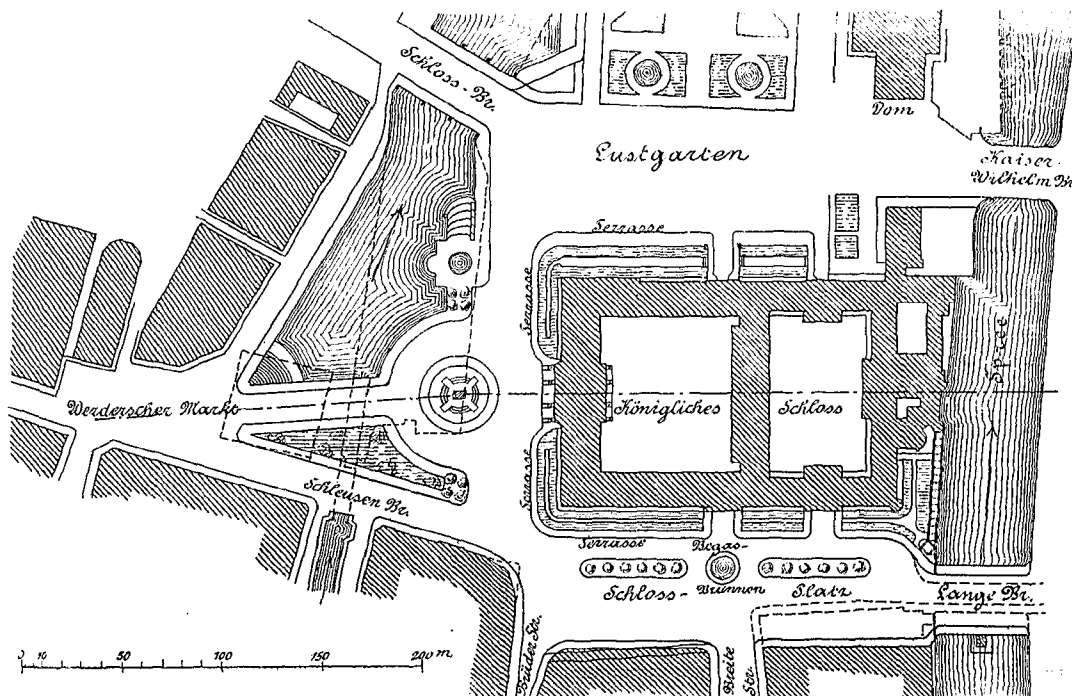 Schloss-Br.
Dom
Lustgarten
Kaiser-
Wilhelm Br.
Terrasse
Terrasse
Spree
Werderscher Markt
Königliches Schloss
Terrasse
Schleusen Br.
Terrasse
Begas-
Brunnen
Schloss- Platz
Lange Br.
Brüder Str.
Breite
Str.
0 10 50 100 150 200 m